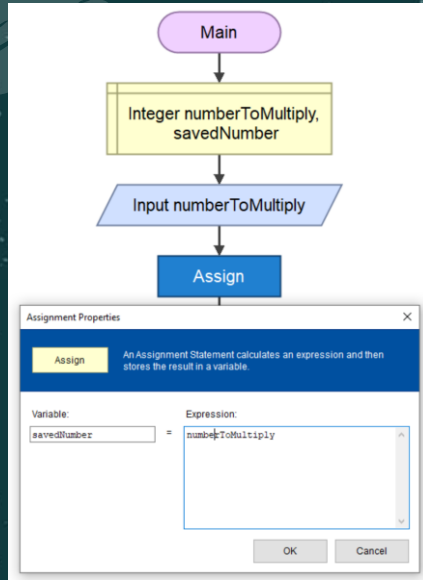 Main
Integer numberToMultiply,
savedNumber
Input numberToMultiply
Assign
Assignment Properties
Assign
An Assignment Statement calculates an expression and then
stores the result in a variable.
Variable:
Expression:
savedNumber
=
numberToMultiply
OK
Cancel